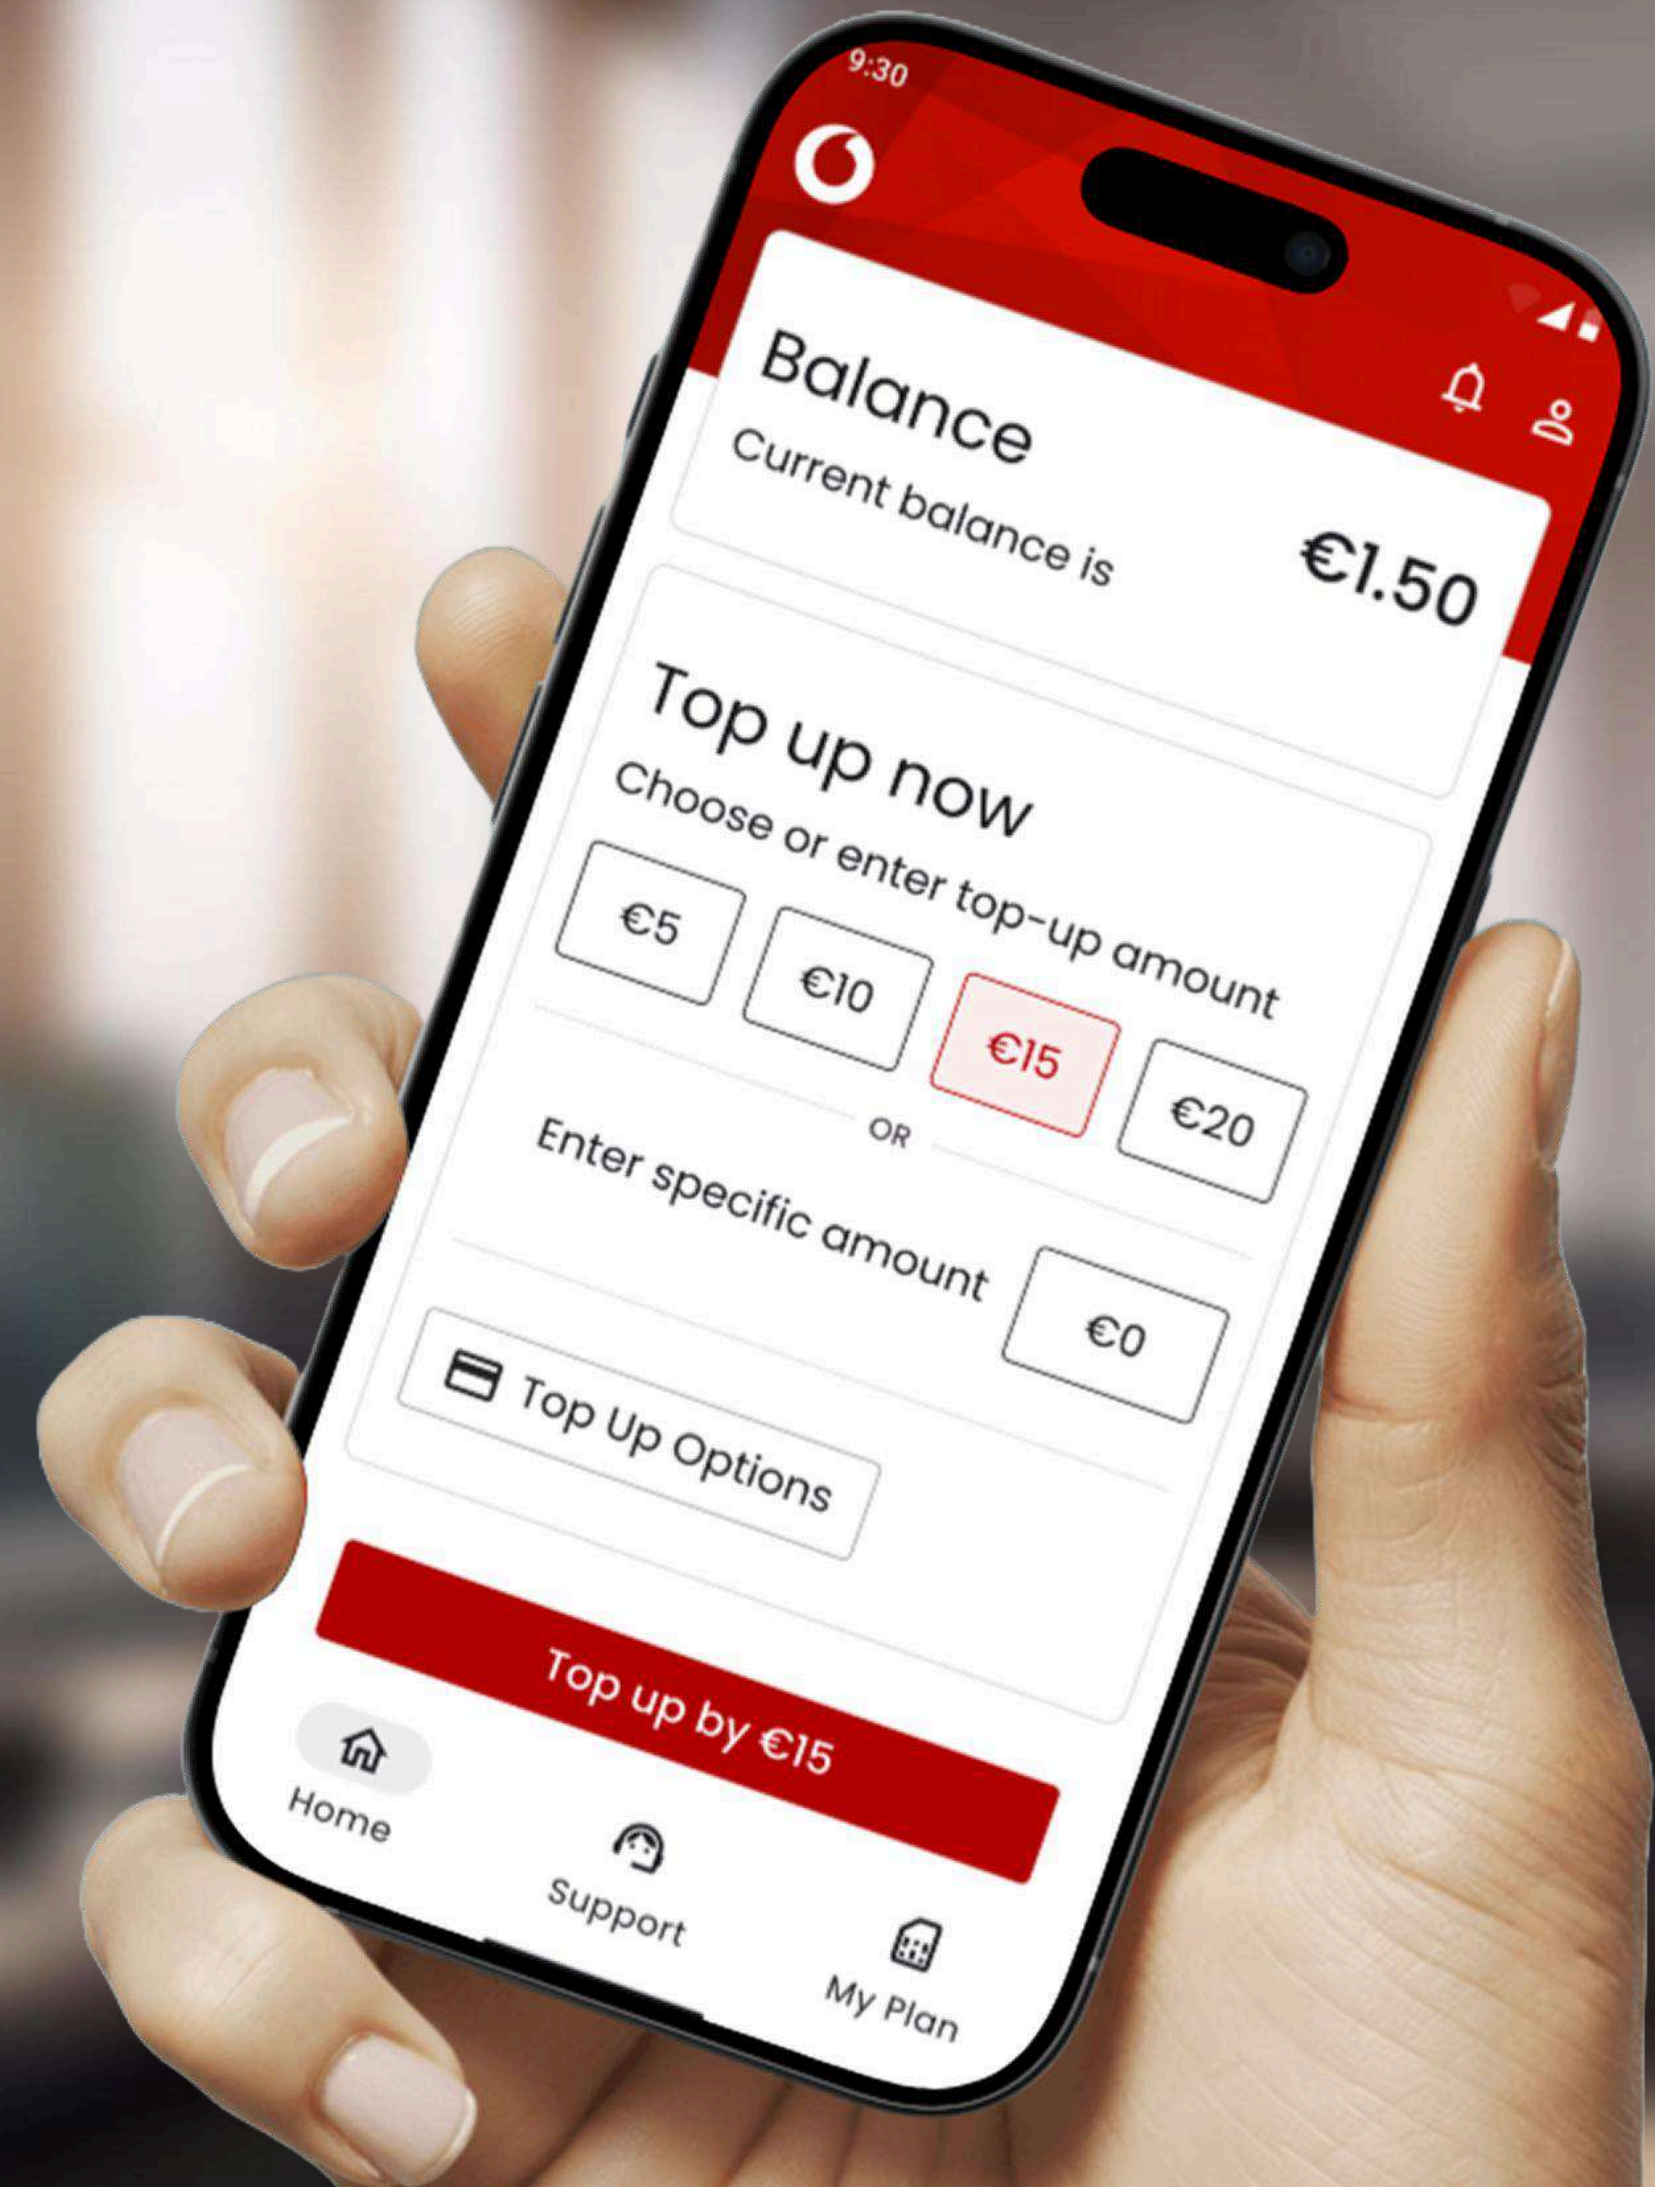 9:30
Balance
Current balance is
€1.50
Top up now
Choose or enter top-up amount
€5
€10
€15
€20
OR
Enter specific amount
€0
Top Up Options
Top up by €15
Home
Support
My Plan